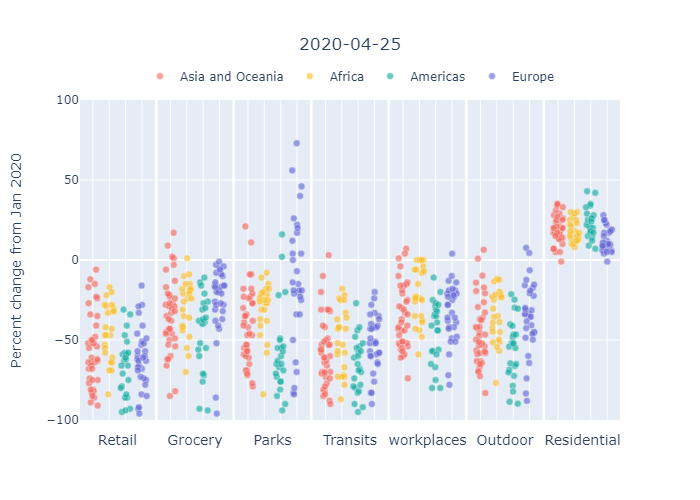 2020-04-25
Asia and Oceania Africa Americas Europe
Percent change from Jan 2020
100
50
0
−50
−100
Retail Grocery Parks Transits workplaces Outdoor Residential